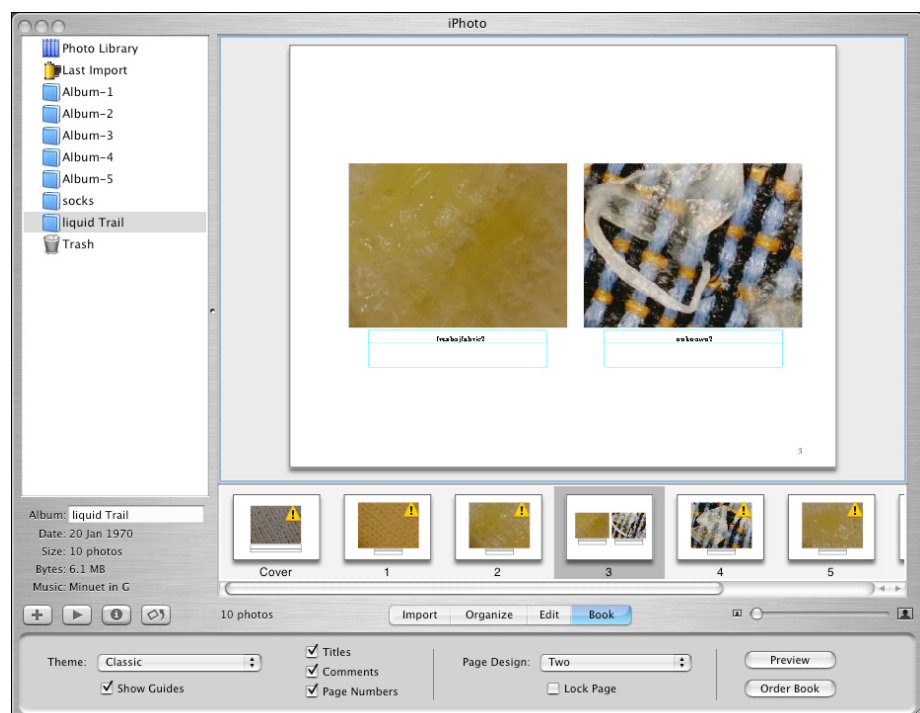 iPhoto
Photo Library
Last Import
Album-1
Album-2
Album-3
Album-4
Album-5
socks
liquid Trail
Trash
unknown?
3
Album: liquid Trail
Date: 20 Jan 1970
Size: 10 photos
Bytes: 6.1 MB
Music: Minuet in G
Cover
1
2
3
4
5
10 photos
Import
Organize
Edit
Book
Theme: Classic
Show Guides
Titles
Comments
Page Numbers
Page Design: Two
Lock Page
Preview
Order Book